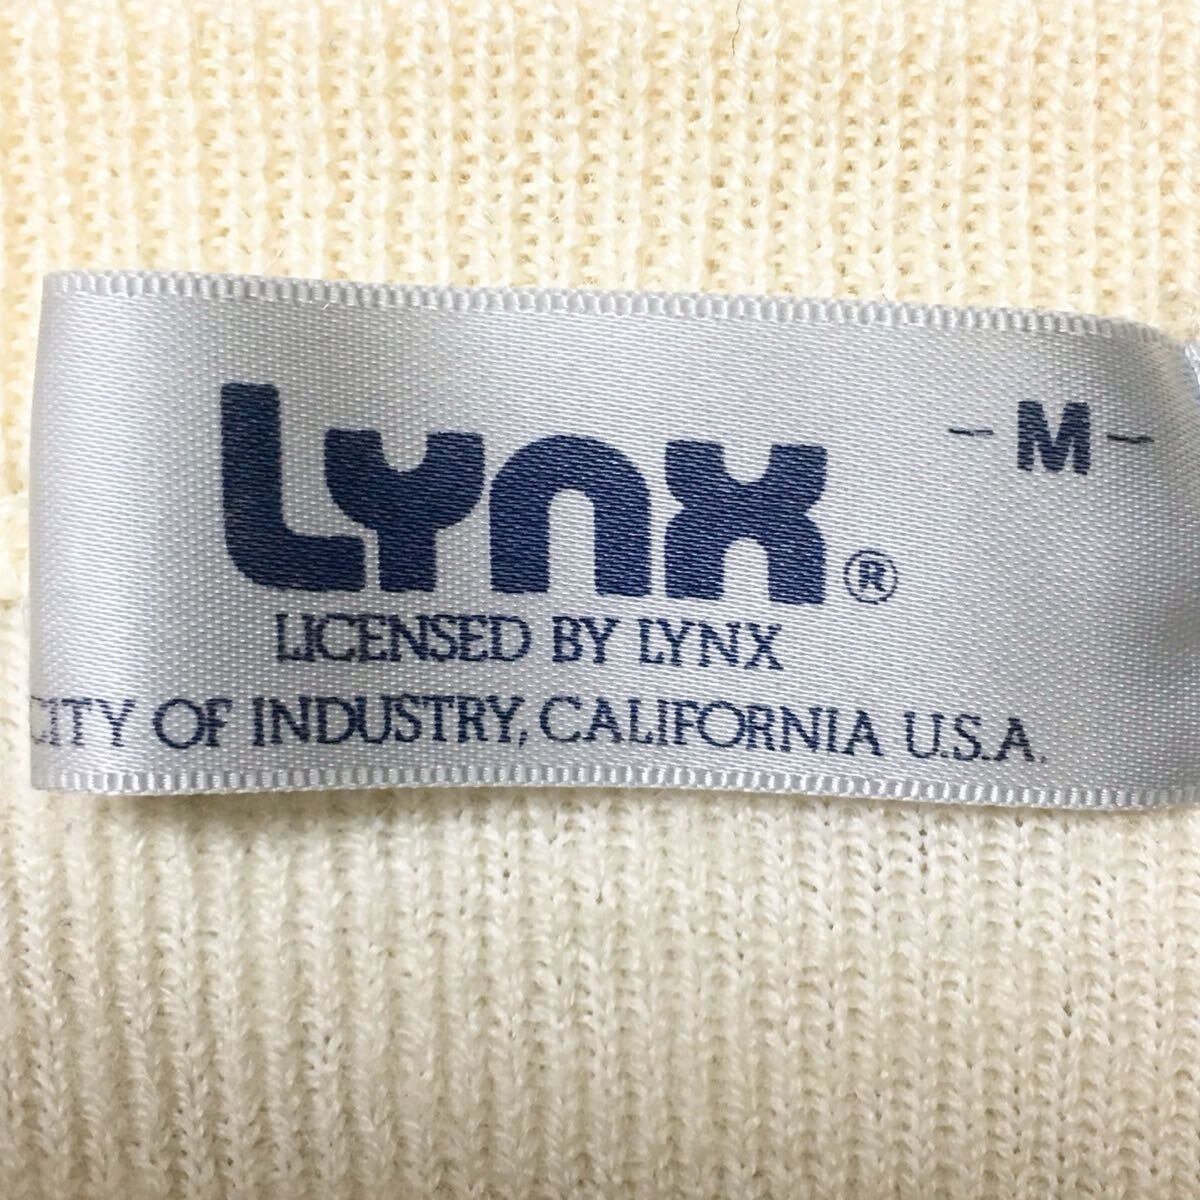 Lynx®
-M-
LICENSED BY LYNX
CITY OF INDUSTRY, CALIFORNIA U.S.A.